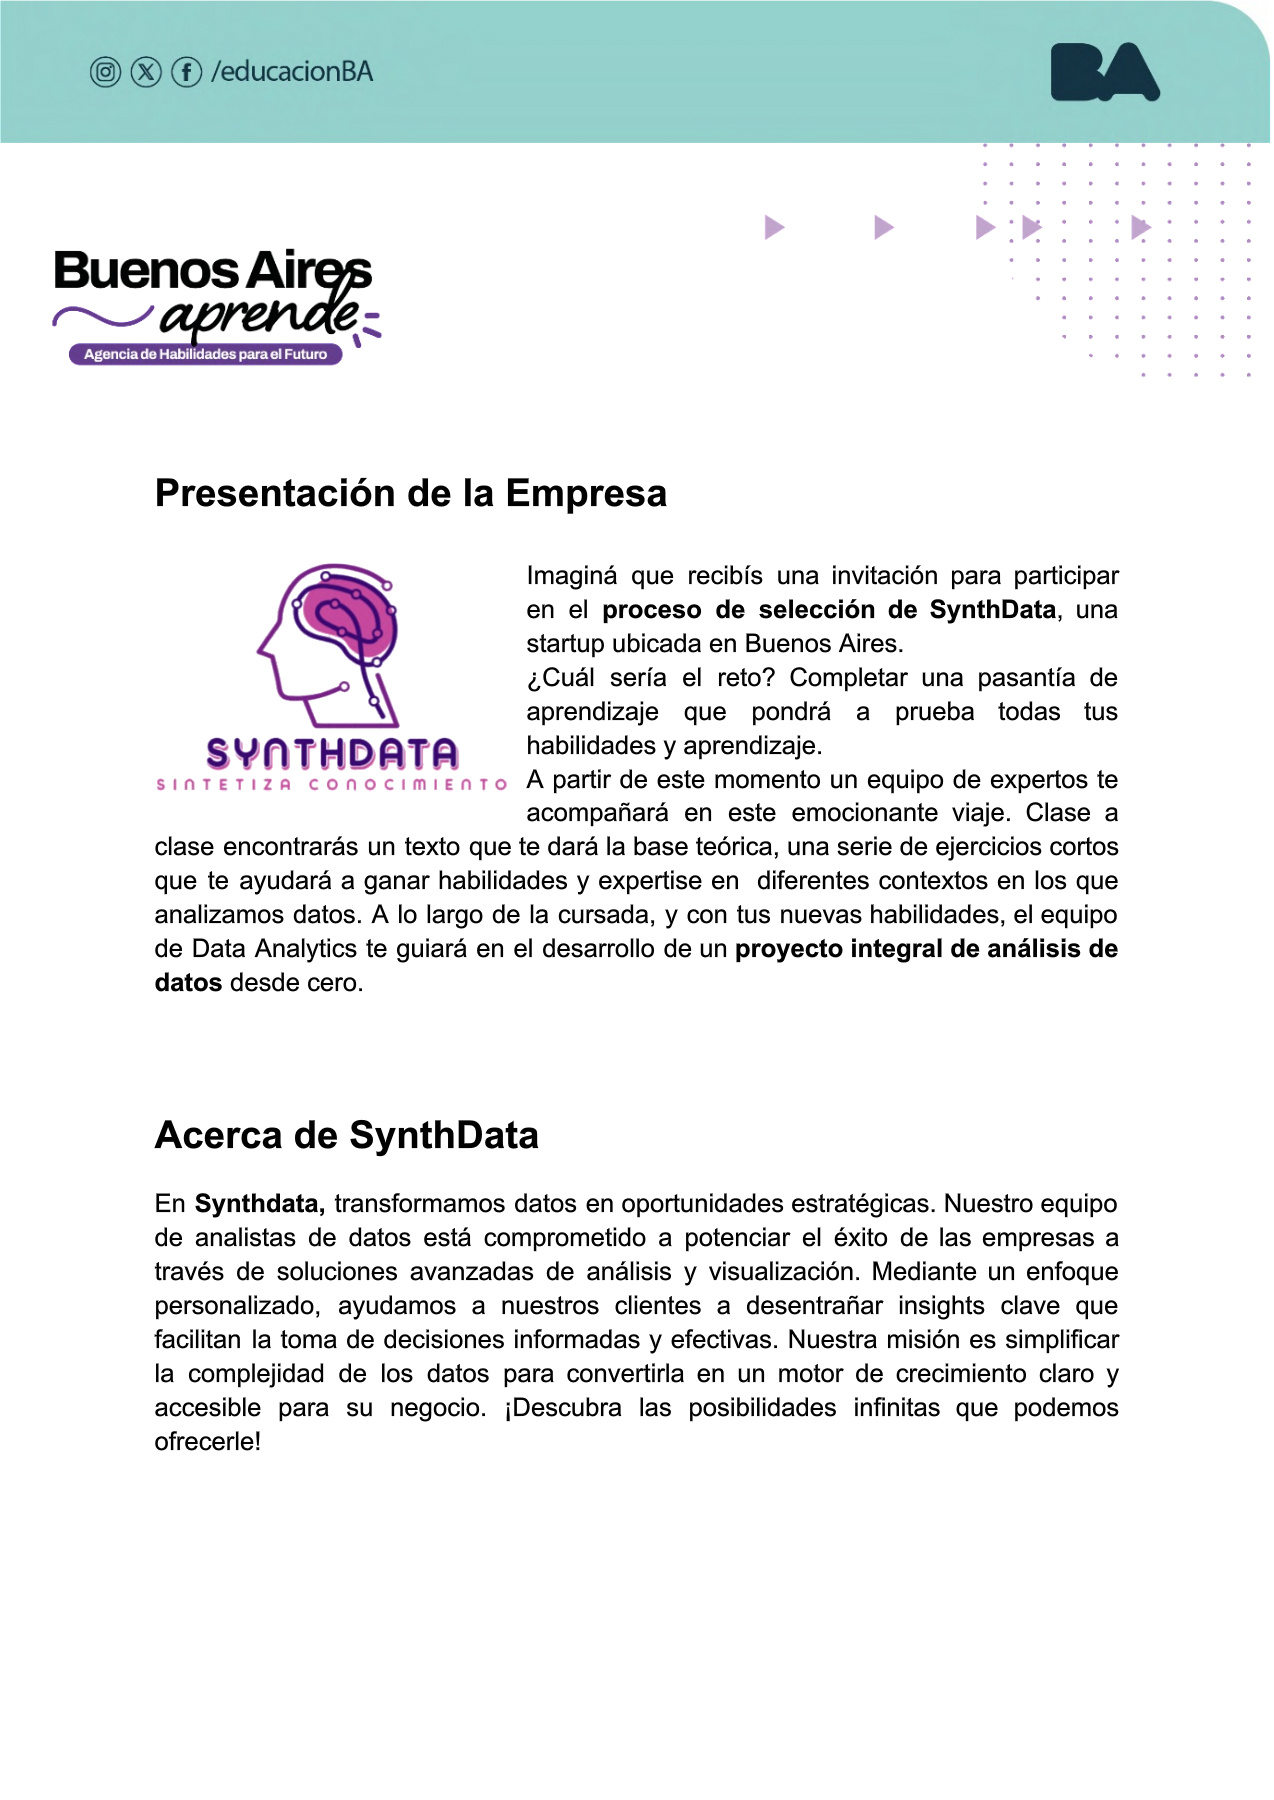 /educacionBA
BA
Buenos Aires
aprende
Agencia de Habilidades para el Futuro
Presentación de la Empresa
SYNTHDATA
SINTETIZA CONOCIMIENTO
Imaginá que recibís una invitación para participar
en el proceso de selección de SynthData, una
startup ubicada en Buenos Aires.
¿Cuál sería el reto? Completar una pasantía de
aprendizaje que pondrá a prueba todas tus
habilidades y aprendizaje.
A partir de este momento un equipo de expertos te
acompañará en este emocionante viaje. Clase a
clase encontrarás un texto que te dará la base teórica, una serie de ejercicios cortos
que te ayudará a ganar habilidades y expertise en  diferentes contextos en los que
analizamos datos. A lo largo de la cursada, y con tus nuevas habilidades, el equipo
de Data Analytics te guiará en el desarrollo de un proyecto integral de análisis de
datos desde cero.
Acerca de SynthData
En Synthdata, transformamos datos en oportunidades estratégicas. Nuestro equipo
de analistas de datos está comprometido a potenciar el éxito de las empresas a
través de soluciones avanzadas de análisis y visualización. Mediante un enfoque
personalizado, ayudamos a nuestros clientes a desentrañar insights clave que
facilitan la toma de decisiones informadas y efectivas. Nuestra misión es simplificar
la complejidad de los datos para convertirla en un motor de crecimiento claro y
accesible para su negocio. ¡Descubra las posibilidades infinitas que podemos
ofrecerle!